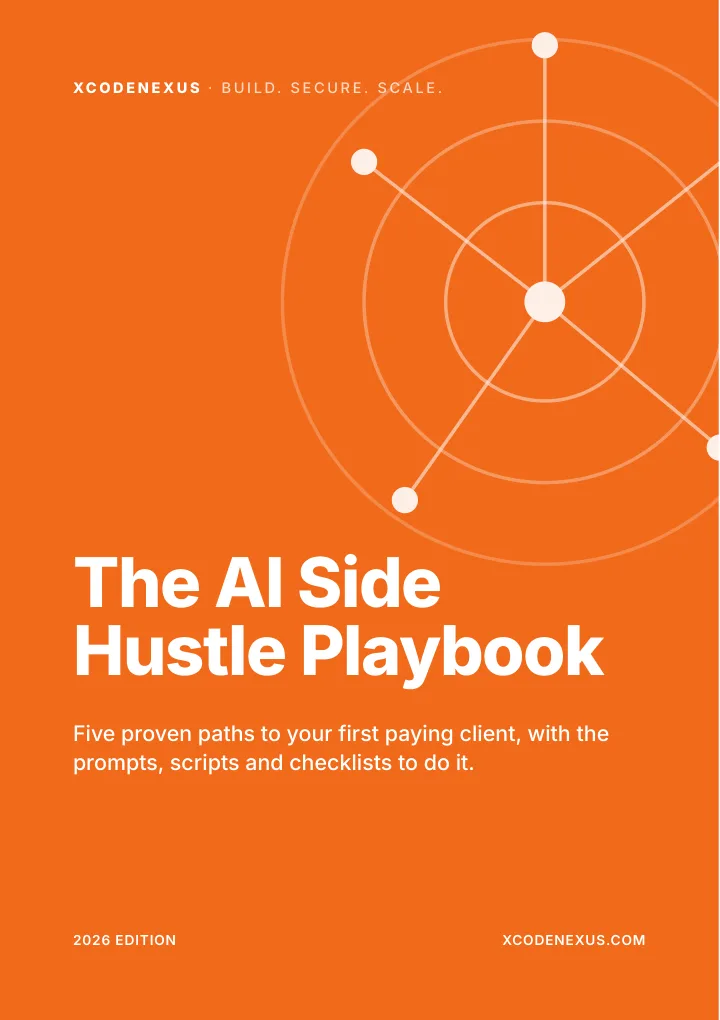 XCODENEXUS · BUILD. SECURE. SCALE.
The AI Side
Hustle Playbook
Five proven paths to your first paying client, with the
prompts, scripts and checklists to do it.
2026 EDITION
XCODENEXUS.COM